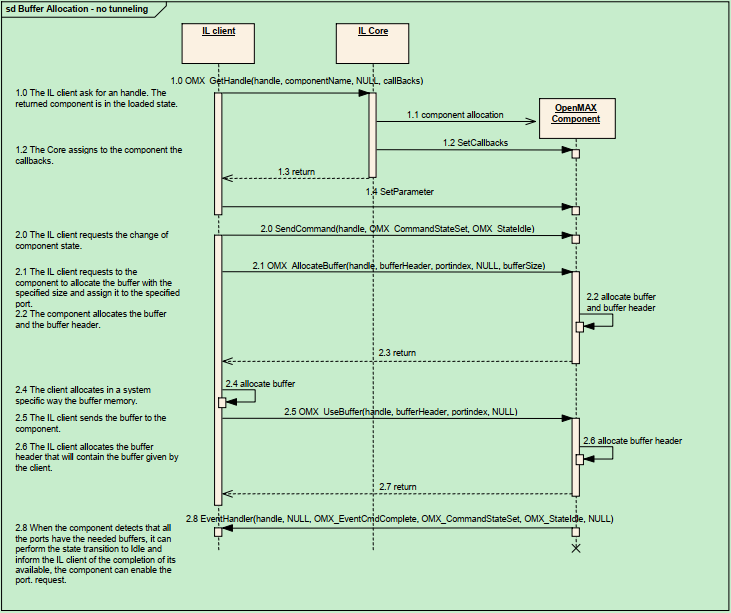 sd Buffer Allocation - no tunneling
IL client
IL Core
1.0 OMX_GetHandle(handle, componentName, NULL, callBacks)
1.0 The IL client ask for an handle. The
returned component is in the loaded state.
1.1 component allocation
OpenMAX
Component
1.2 The Core assigns to the component the
callbacks.
1.2 SetCallbacks
1.3 return
1.4 SetParameter
2.0 The IL client requests the change of
component state.
2.0 SendCommand(handle, OMX_CommandStateSet, OMX_StateIdle)
2.1 The IL client requests to the
component to allocate the buffer with the
specified size and assign it to the specified
port.
2.1 OMX_AllocateBuffer(handle, bufferHeader, portindex, NULL, bufferSize)
2.2 The component allocates the buffer
and the buffer header.
2.2 allocate buffer
and buffer header
2.3 return
2.4 The client allocates in a system
specific way the buffer memory.
2.4 allocate buffer
2.5 The IL client sends the buffer to the
component.
2.5 OMX_UseBuffer(handle, bufferHeader, portindex, NULL)
2.6 The IL client allocates the buffer
header that will contain the buffer given by
the client.
2.6 allocate buffer header
2.7 return
2.8 EventHandler(handle, NULL, OMX_EventCmdComplete, OMX_CommandStateSet, OMX_StateIdle, NULL)
2.8 When the component detects that all
the ports have the needed buffers, it can
perform the state transition to Idle and
inform the IL client of the completion of its
available, the component can enable the
port. request.